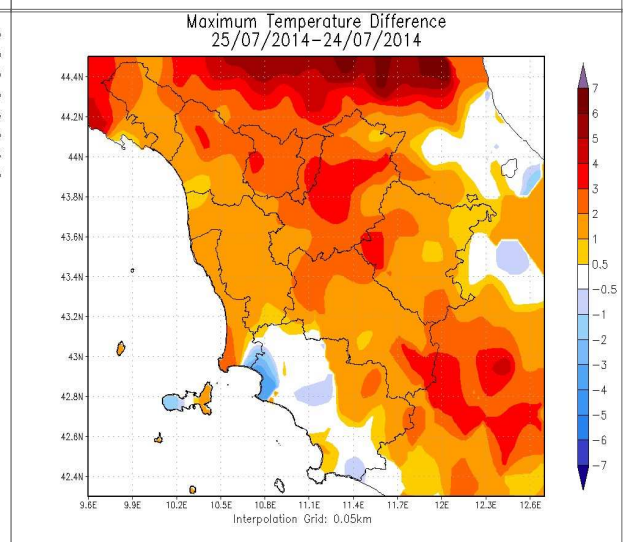 Maximum Temperature Difference
25/07/2014–24/07/2014
44.4N
44.2N
44N
43.8N
43.6N
43.4N
43.2N
43N
42.8N
42.6N
42.4N
9.6E 9.9E 10.2E 10.5E 10.8E 11.1E 11.4E 11.7E 12E 12.3E 12.6E
7
6
5
4
3
2
1
0.5
−0.5
−1
−2
−3
−4
−5
−6
−7
Interpolation Grid: 0.05km